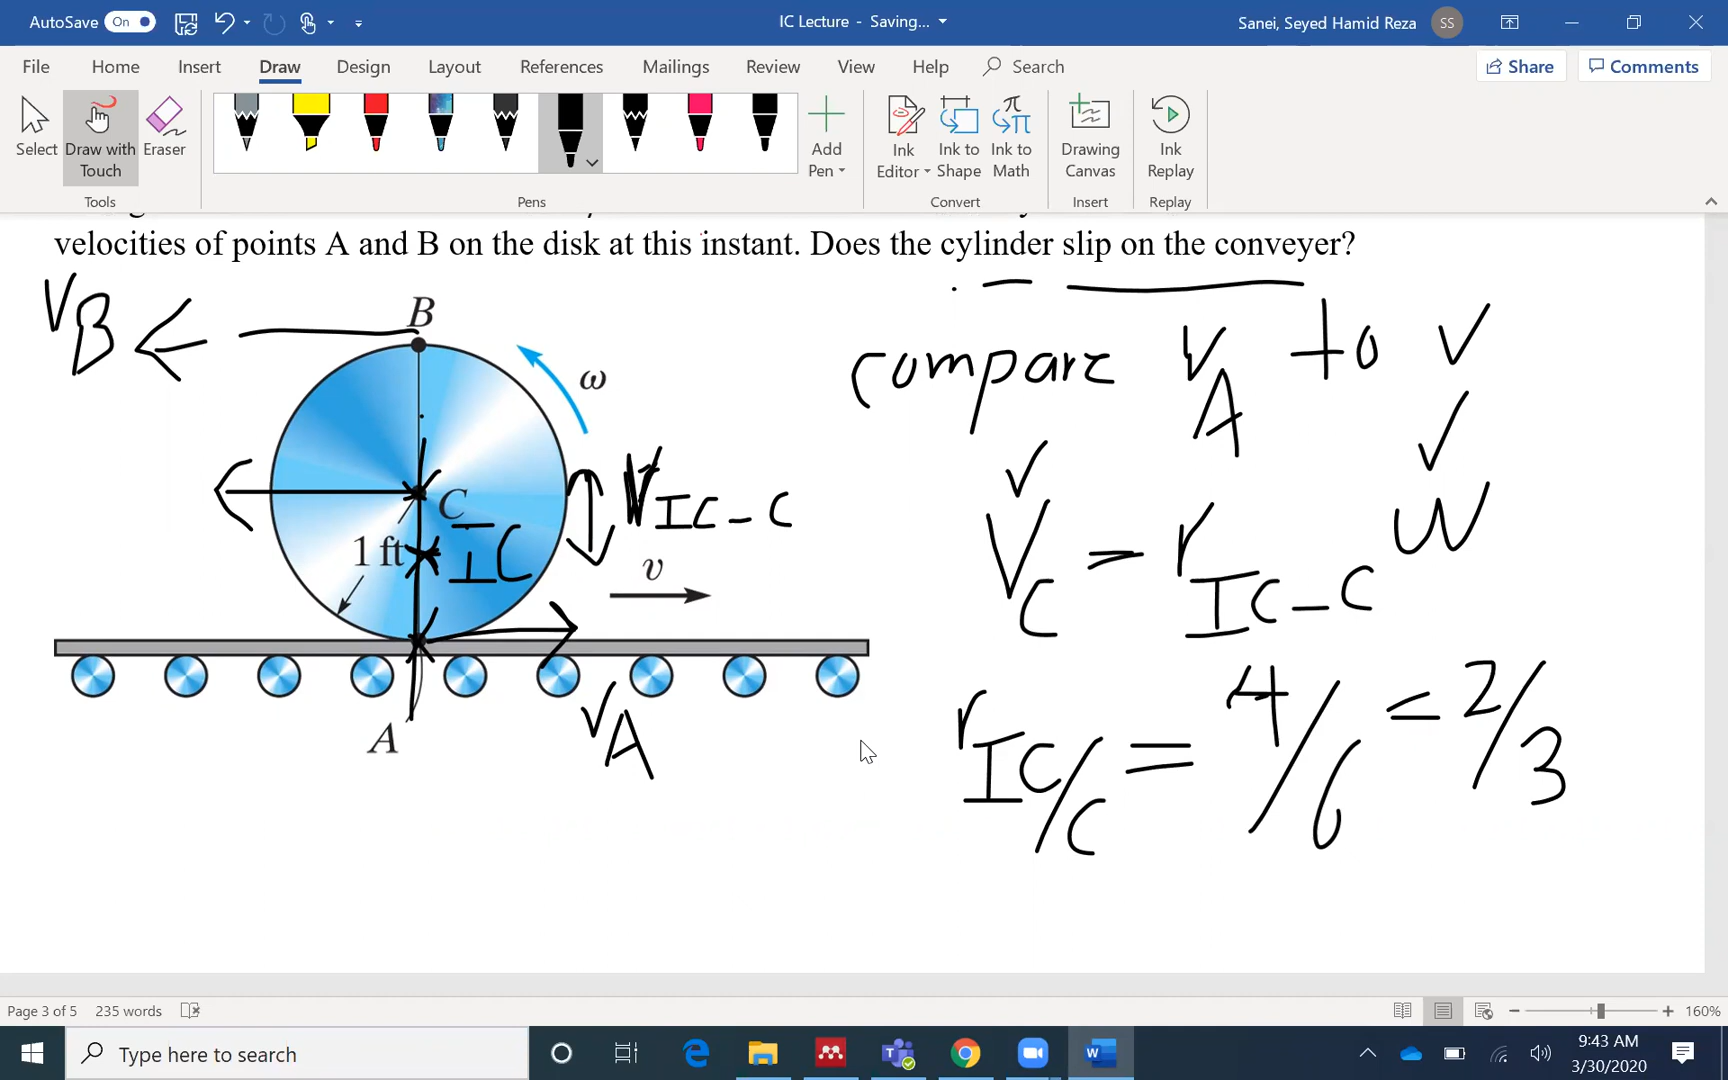 AutoSave On
IC Lecture - Saving...
Sanei, Seyed Hamid Reza SS
File Home Insert Draw Design Layout References Mailings Review View Help Search
Share Comments
Select
Draw with Touch
Eraser
Add Pen
Ink Editor
Ink to Shape
Ink to Math
Drawing Canvas
Ink Replay
Tools Pens Convert Insert Replay
velocities of points A and B on the disk at this instant. Does the cylinder slip on the conveyer?
VB
B
ω
compare VA to V
C
IC
1 ft
IC-C
v
VC = rIC-C W
A
VA
rIC/C = 4/6 = 2/3
Page 3 of 5 235 words
160%
Type here to search
9:43 AM
3/30/2020